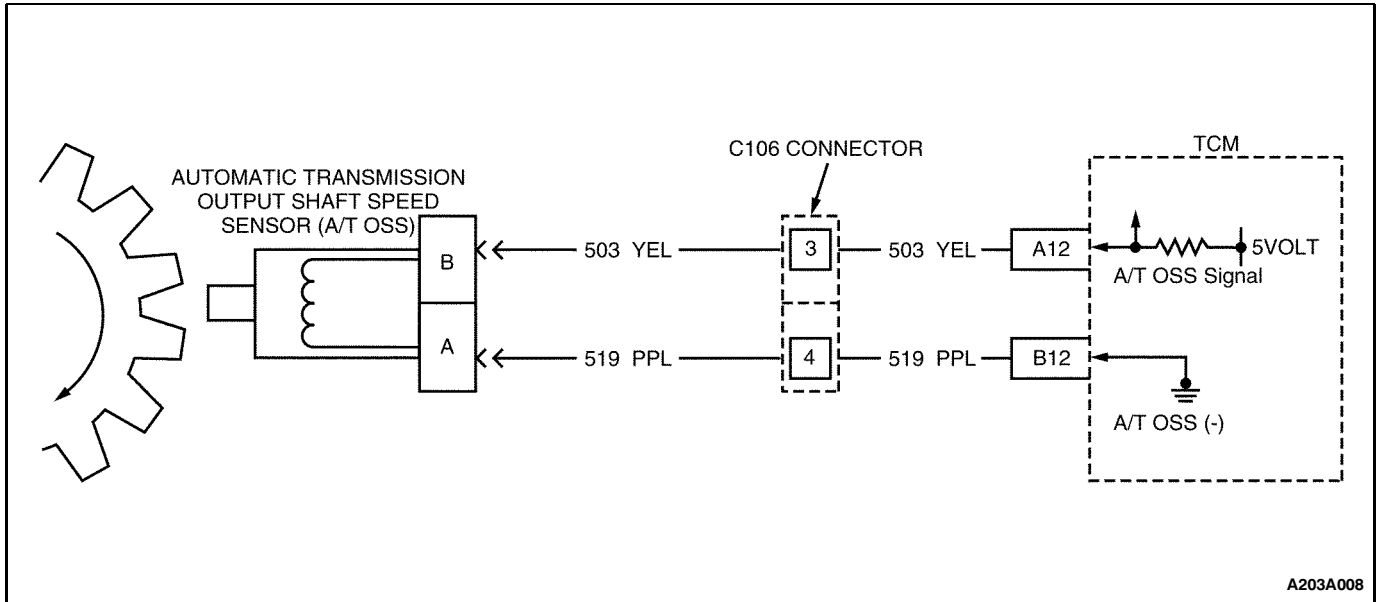 C106 CONNECTOR
TCM
AUTOMATIC TRANSMISSION
OUTPUT SHAFT SPEED
SENSOR (A/T OSS)
B
503 YEL
3
503 YEL
A12
5VOLT
A/T OSS Signal
A
519 PPL
4
519 PPL
B12
A/T OSS (-)
A203A008